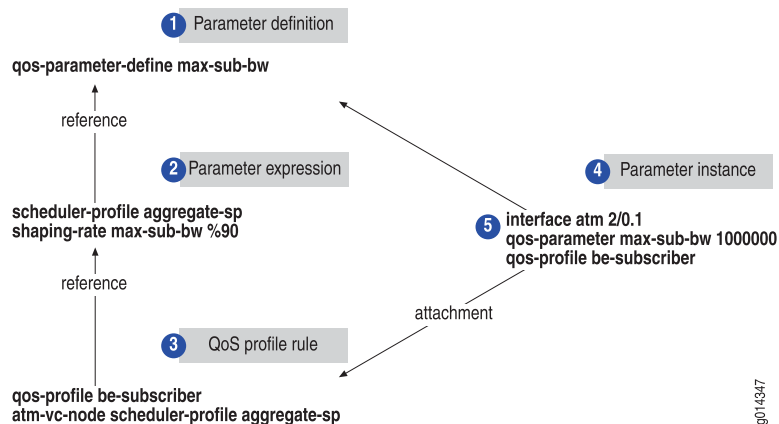 1 Parameter definition
qos-parameter-define max-sub-bw
reference
2 Parameter expression
scheduler-profile aggregate-sp
shaping-rate max-sub-bw %90
reference
3 QoS profile rule
qos-profile be-subscriber
atm-vc-node scheduler-profile aggregate-sp
4 Parameter instance
5 interface atm 2/0.1
qos-parameter max-sub-bw 1000000
qos-profile be-subscriber
attachment
g014347